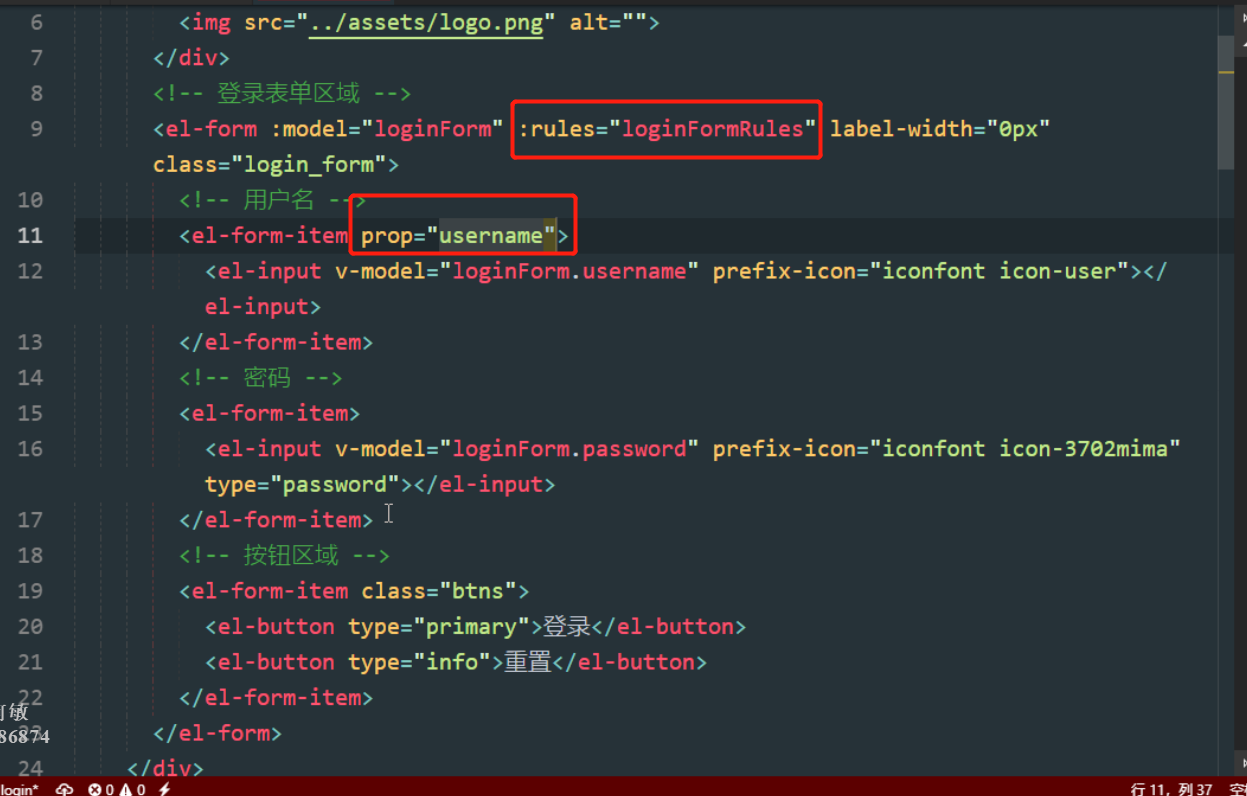 6 <img src="../assets/logo.png" alt="">
7 </div>
8 <!-- 登录表单区域 -->
9 <el-form :model="loginForm" :rules="loginFormRules" label-width="0px"
class="login_form">
10 <!-- 用户名 -->
11 <el-form-item prop="username">
12 <el-input v-model="loginForm.username" prefix-icon="iconfont icon-user"></
el-input>
13 </el-form-item>
14 <!-- 密码 -->
15 <el-form-item>
16 <el-input v-model="loginForm.password" prefix-icon="iconfont icon-3702mima"
type="password"></el-input>
17 </el-form-item>
18 <!-- 按钮区域 -->
19 <el-form-item class="btns">
20 <el-button type="primary">登录</el-button>
21 <el-button type="info">重置</el-button>
22 </el-form-item>
敏
23 </el-form>
86874
24 </div>
login* 0 0 行 11，列 37